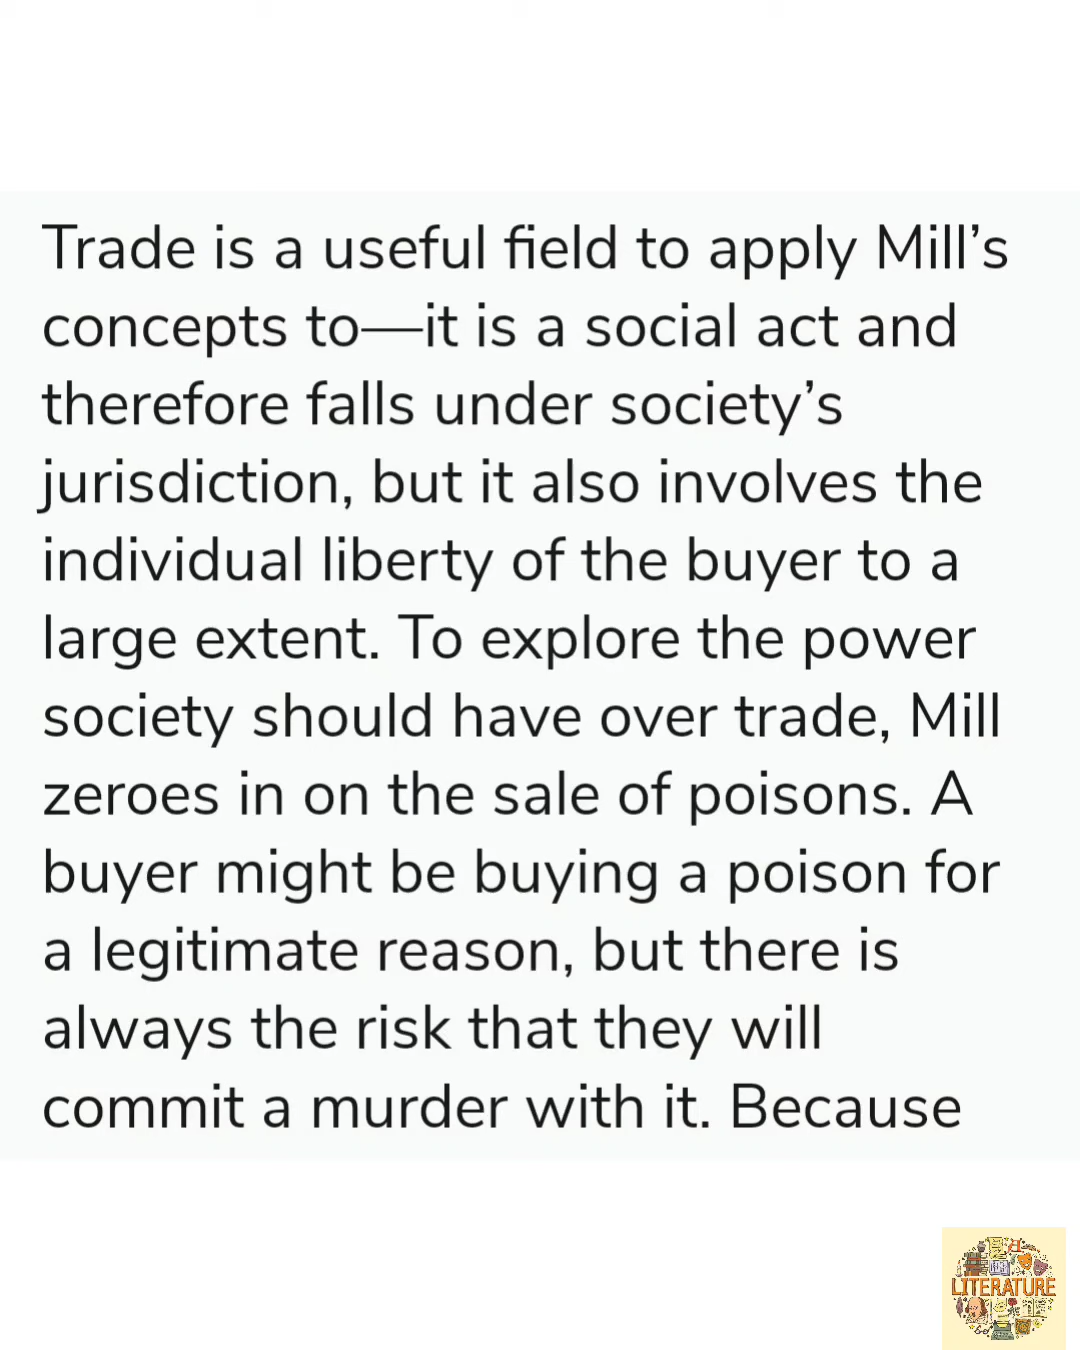 Trade is a useful field to apply Mill’s
concepts to—it is a social act and
therefore falls under society’s
jurisdiction, but it also involves the
individual liberty of the buyer to a
large extent. To explore the power
society should have over trade, Mill
zeroes in on the sale of poisons. A
buyer might be buying a poison for
a legitimate reason, but there is
always the risk that they will
commit a murder with it. Because
LITERATURE